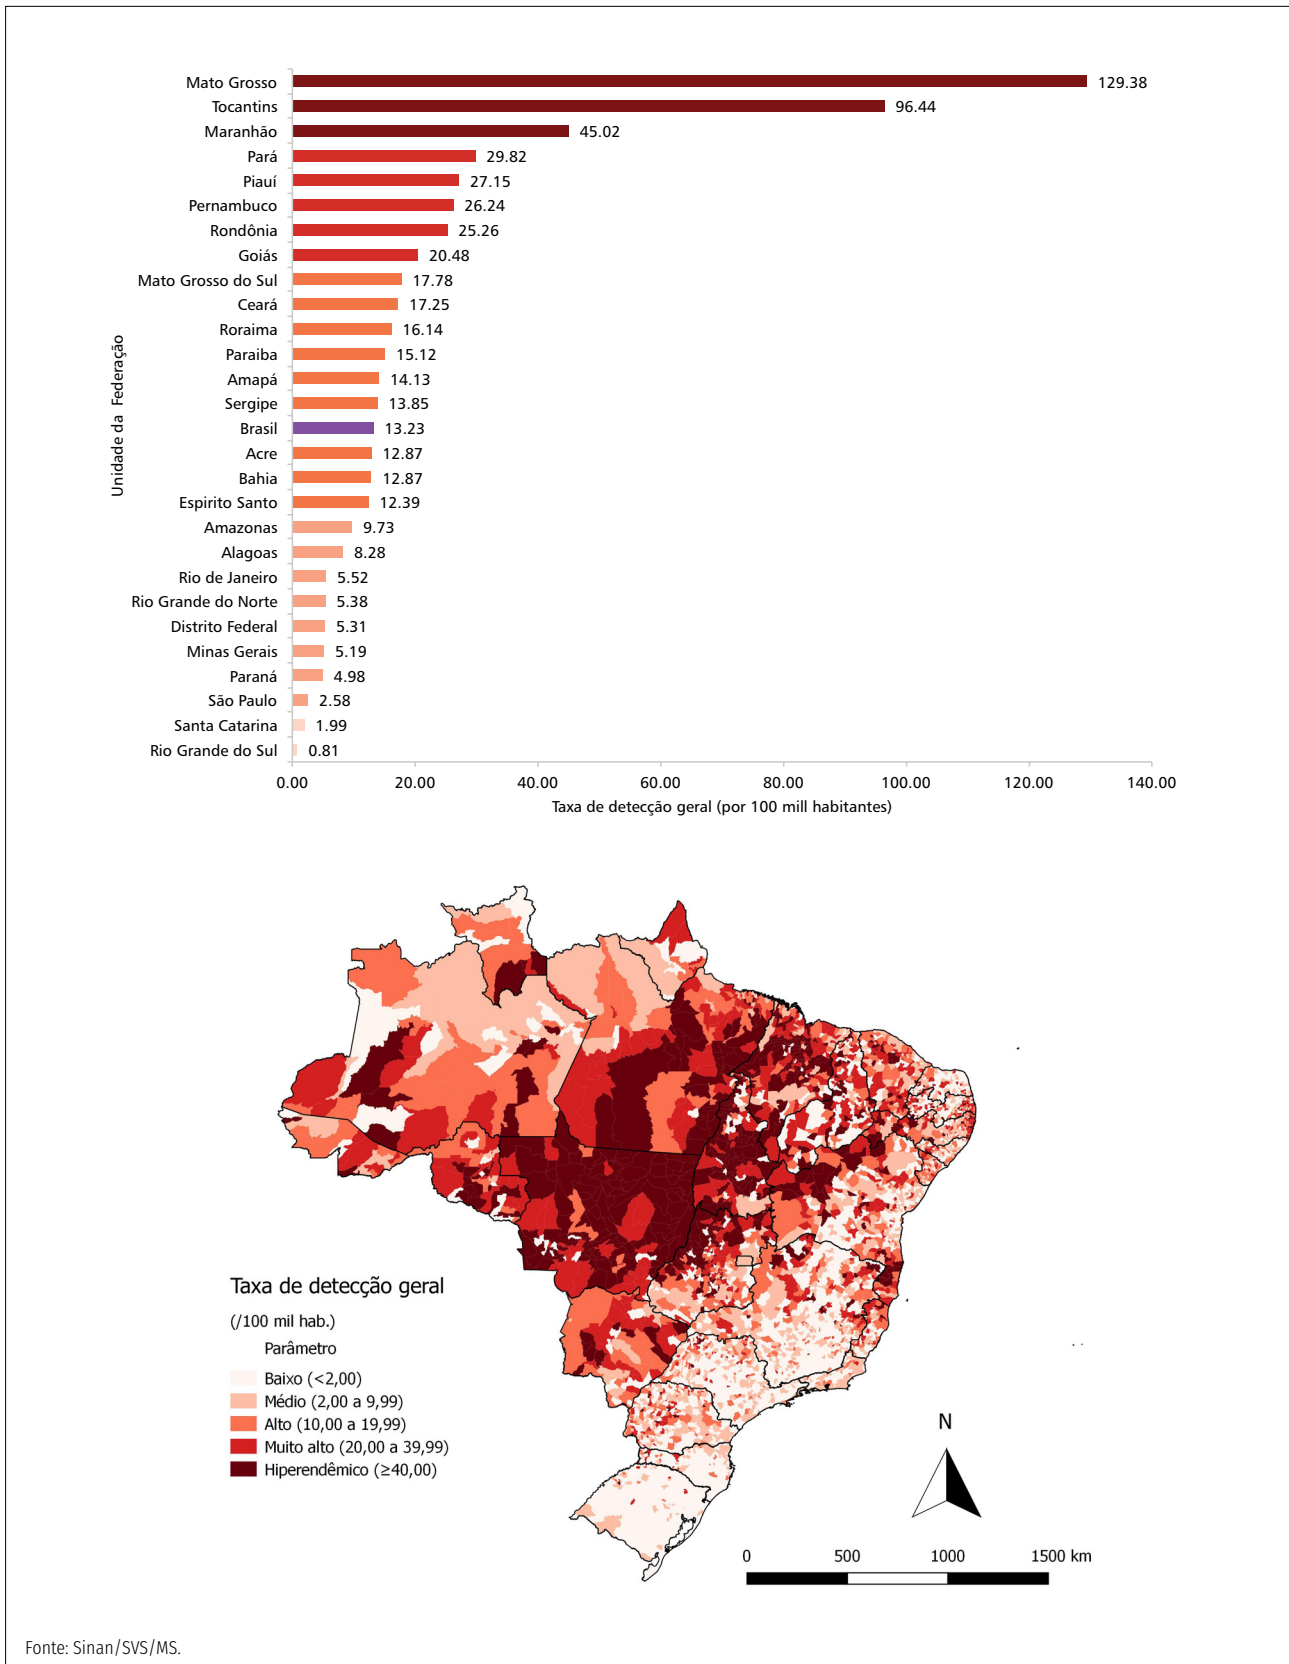 Unidade da Federação
Mato Grosso 129.38
Tocantins 96.44
Maranhão 45.02
Pará 29.82
Piauí 27.15
Pernambuco 26.24
Rondônia 25.26
Goiás 20.48
Mato Grosso do Sul 17.78
Ceará 17.25
Roraima 16.14
Paraiba 15.12
Amapá 14.13
Sergipe 13.85
Brasil 13.23
Acre 12.87
Bahia 12.87
Espirito Santo 12.39
Amazonas 9.73
Alagoas 8.28
Rio de Janeiro 5.52
Rio Grande do Norte 5.38
Distrito Federal 5.31
Minas Gerais 5.19
Paraná 4.98
São Paulo 2.58
Santa Catarina 1.99
Rio Grande do Sul 0.81
0.00 20.00 40.00 60.00 80.00 100.00 120.00 140.00
Taxa de detecção geral (por 100 mill habitantes)
Taxa de detecção geral
(/100 mil hab.)
Parâmetro
Baixo (<2,00)
Médio (2,00 a 9,99)
Alto (10,00 a 19,99)
Muito alto (20,00 a 39,99)
Hiperendêmico (≥40,00)
N
0 500 1000 1500 km
Fonte: Sinan/SVS/MS.